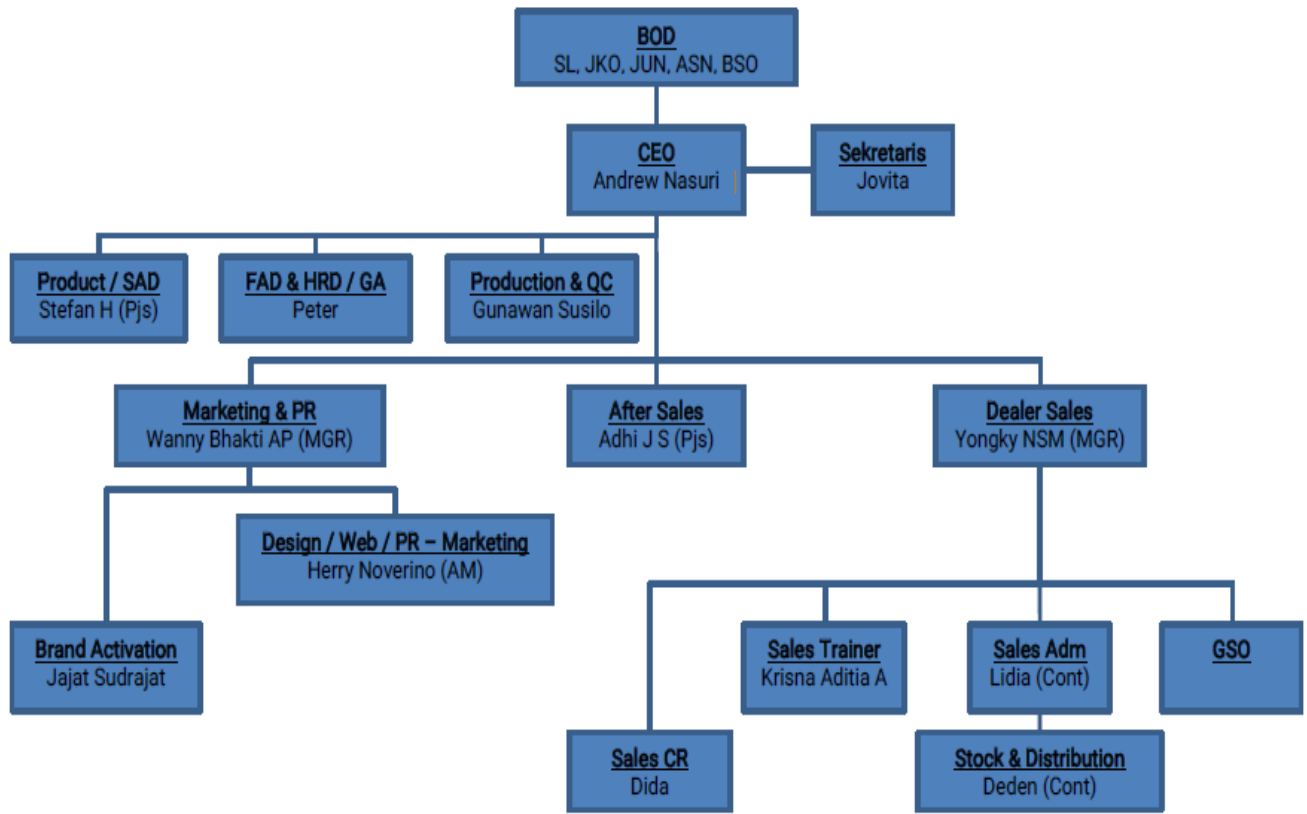 BOD
SL, JKO, JUN, ASN, BSO
CEO
Andrew Nasuri
Sekretaris
Jovita
Product / SAD
Stefan H (Pjs)
FAD & HRD / GA
Peter
Production & QC
Gunawan Susilo
Marketing & PR
Wanny Bhakti AP (MGR)
After Sales
Adhi J S (Pjs)
Dealer Sales
Yongky NSM (MGR)
Design / Web / PR – Marketing
Herry Noverino (AM)
Brand Activation
Jajat Sudrajat
Sales Trainer
Krisna Aditia A
Sales Adm
Lidia (Cont)
GSO
Sales CR
Dida
Stock & Distribution
Deden (Cont)